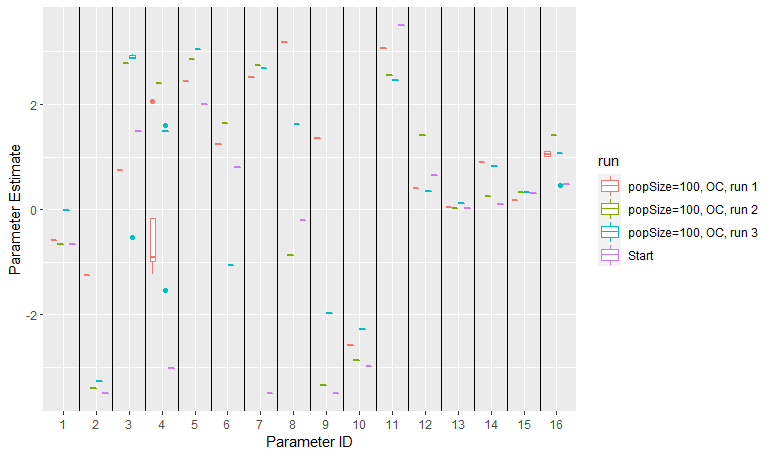 Parameter Estimate
2
0
-2
1 2 3 4 5 6 7 8 9 10 11 12 13 14 15 16
Parameter ID
run
popSize=100, OC, run 1
popSize=100, OC, run 2
popSize=100, OC, run 3
Start